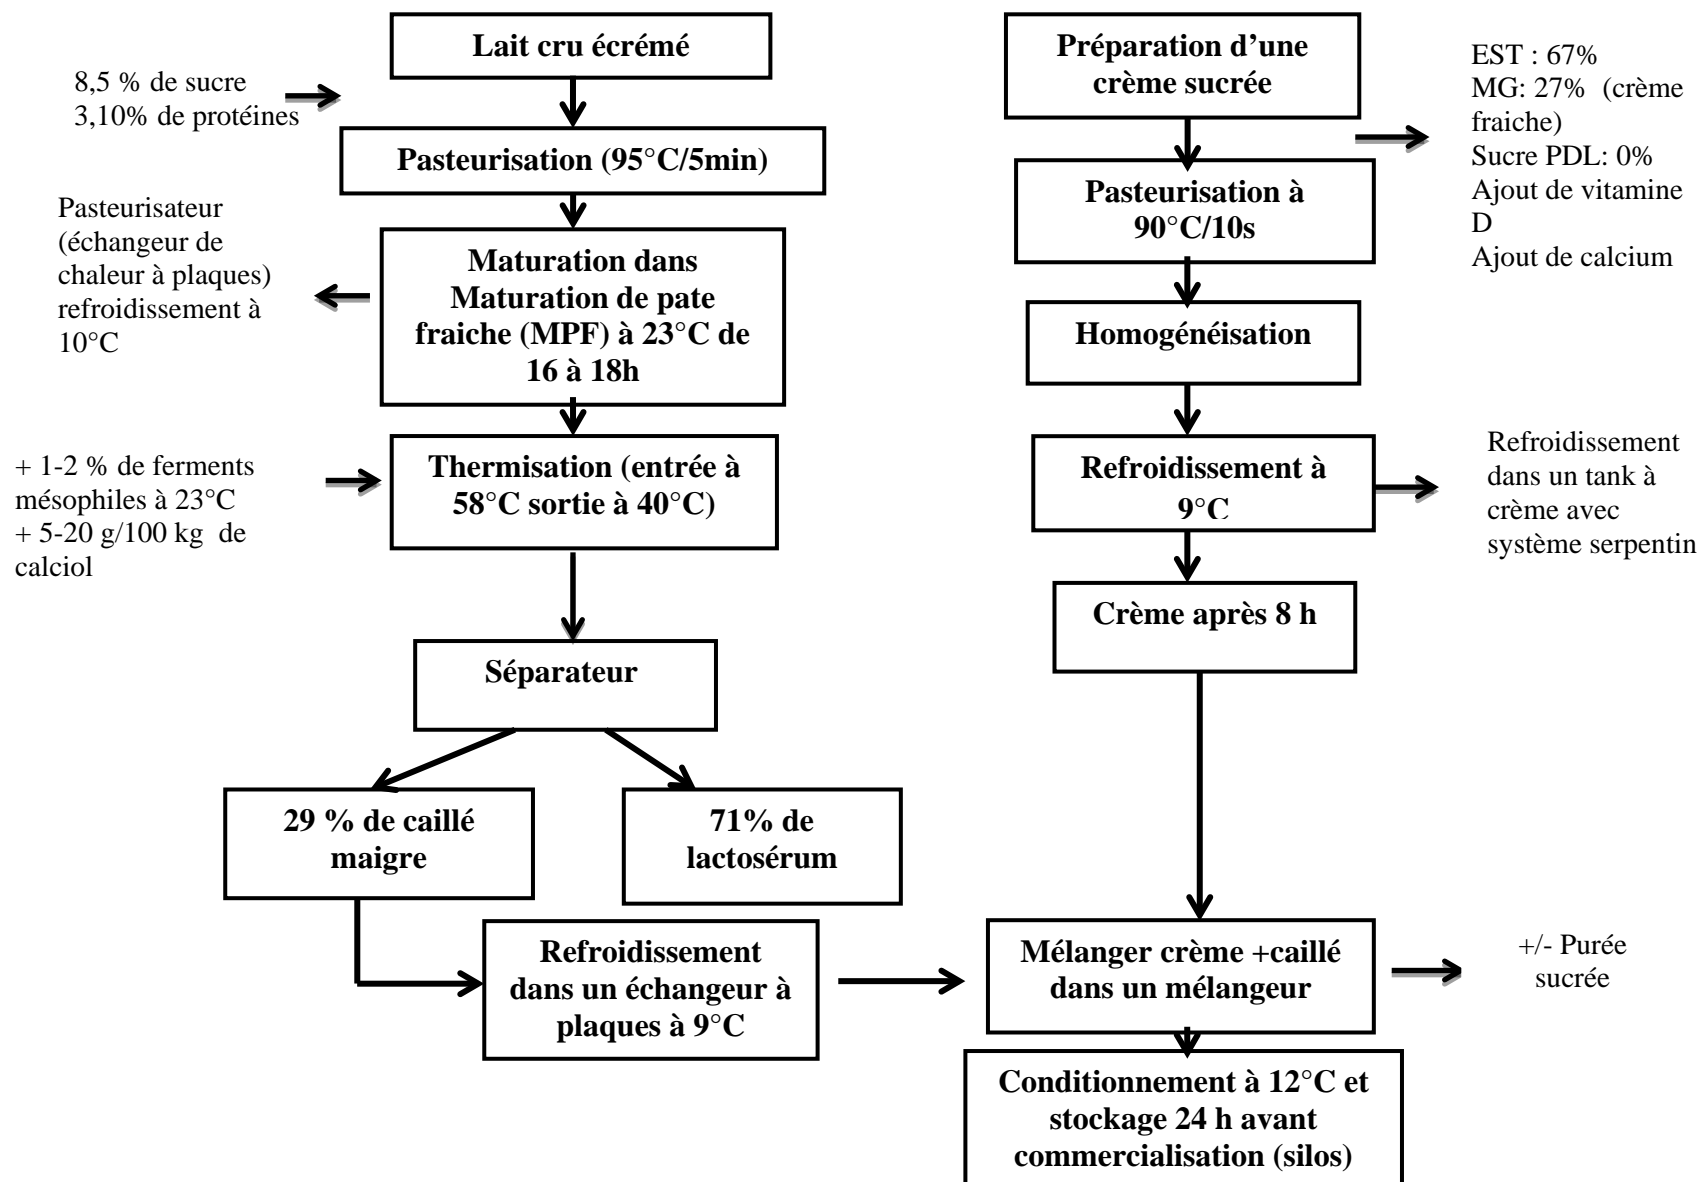 Lait cru écrémé
8,5 % de sucre
3,10% de protéines
Pasteurisation (95°C/5min)
Pasteurisateur
(échangeur de
chaleur à plaques)
refroidissement à
10°C
Maturation dans
Maturation de pate
fraiche (MPF) à 23°C de
16 à 18h
+ 1-2 % de ferments
mésophiles à 23°C
+ 5-20 g/100 kg de
calciol
Thermisation (entrée à
58°C sortie à 40°C)
Séparateur
29 % de caillé
maigre
71% de
lactosérum
Refroidissement
dans un échangeur à
plaques à 9°C
Préparation d’une
crème sucrée
EST : 67%
MG: 27% (crème
fraiche)
Sucre PDL: 0%
Ajout de vitamine
D
Ajout de calcium
Pasteurisation à
90°C/10s
Homogénéisation
Refroidissement à
9°C
Refroidissement
dans un tank à
crème avec
système serpentin
Crème après 8 h
Mélanger crème +caillé
dans un mélangeur
+/- Purée
sucrée
Conditionnement à 12°C et
stockage 24 h avant
commercialisation (silos)